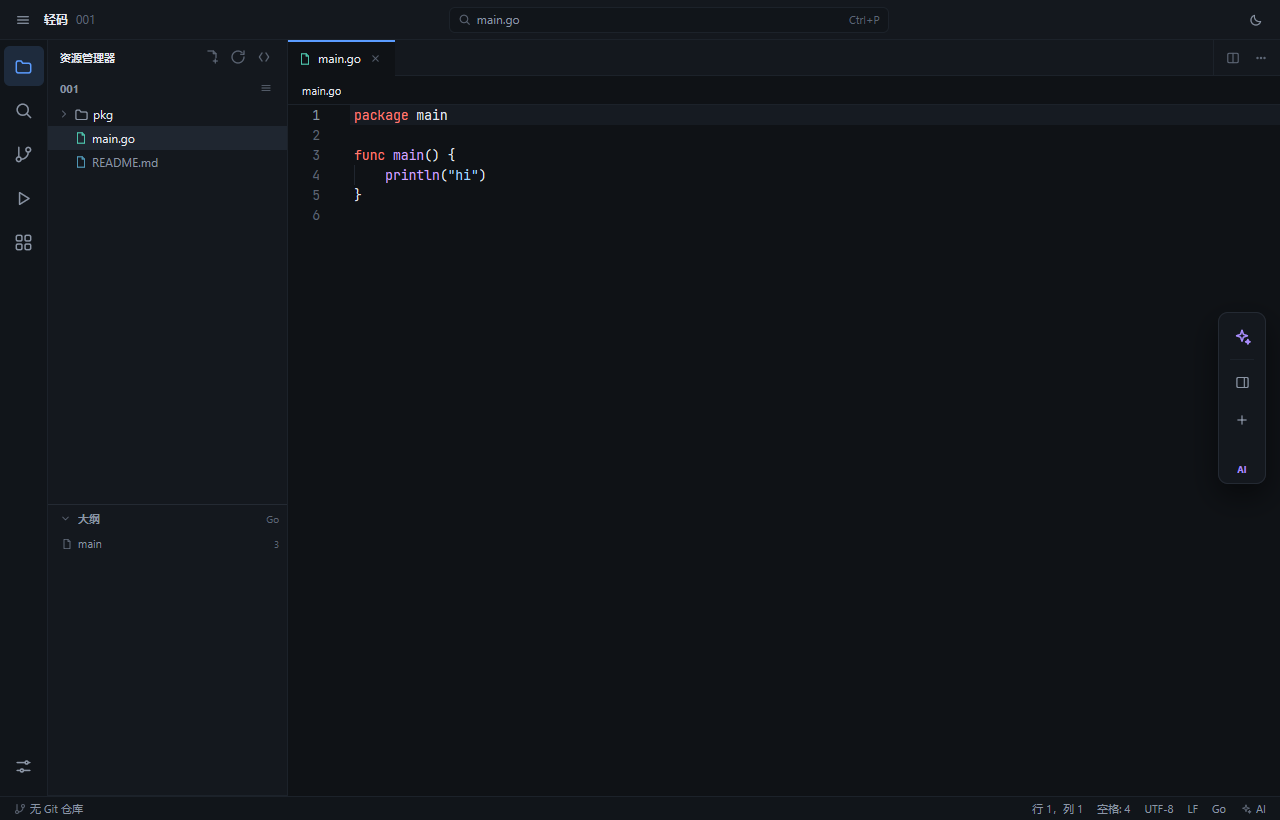 轻码 001
main.go
Ctrl+P
资源管理器
001
pkg
main.go
README.md
大纲 Go
main 3
main.go
main.go
1 package main
2
3 func main() {
4     println("hi")
5 }
6
AI
无 Git 仓库
行 1，列 1 空格: 4 UTF-8 LF Go AI